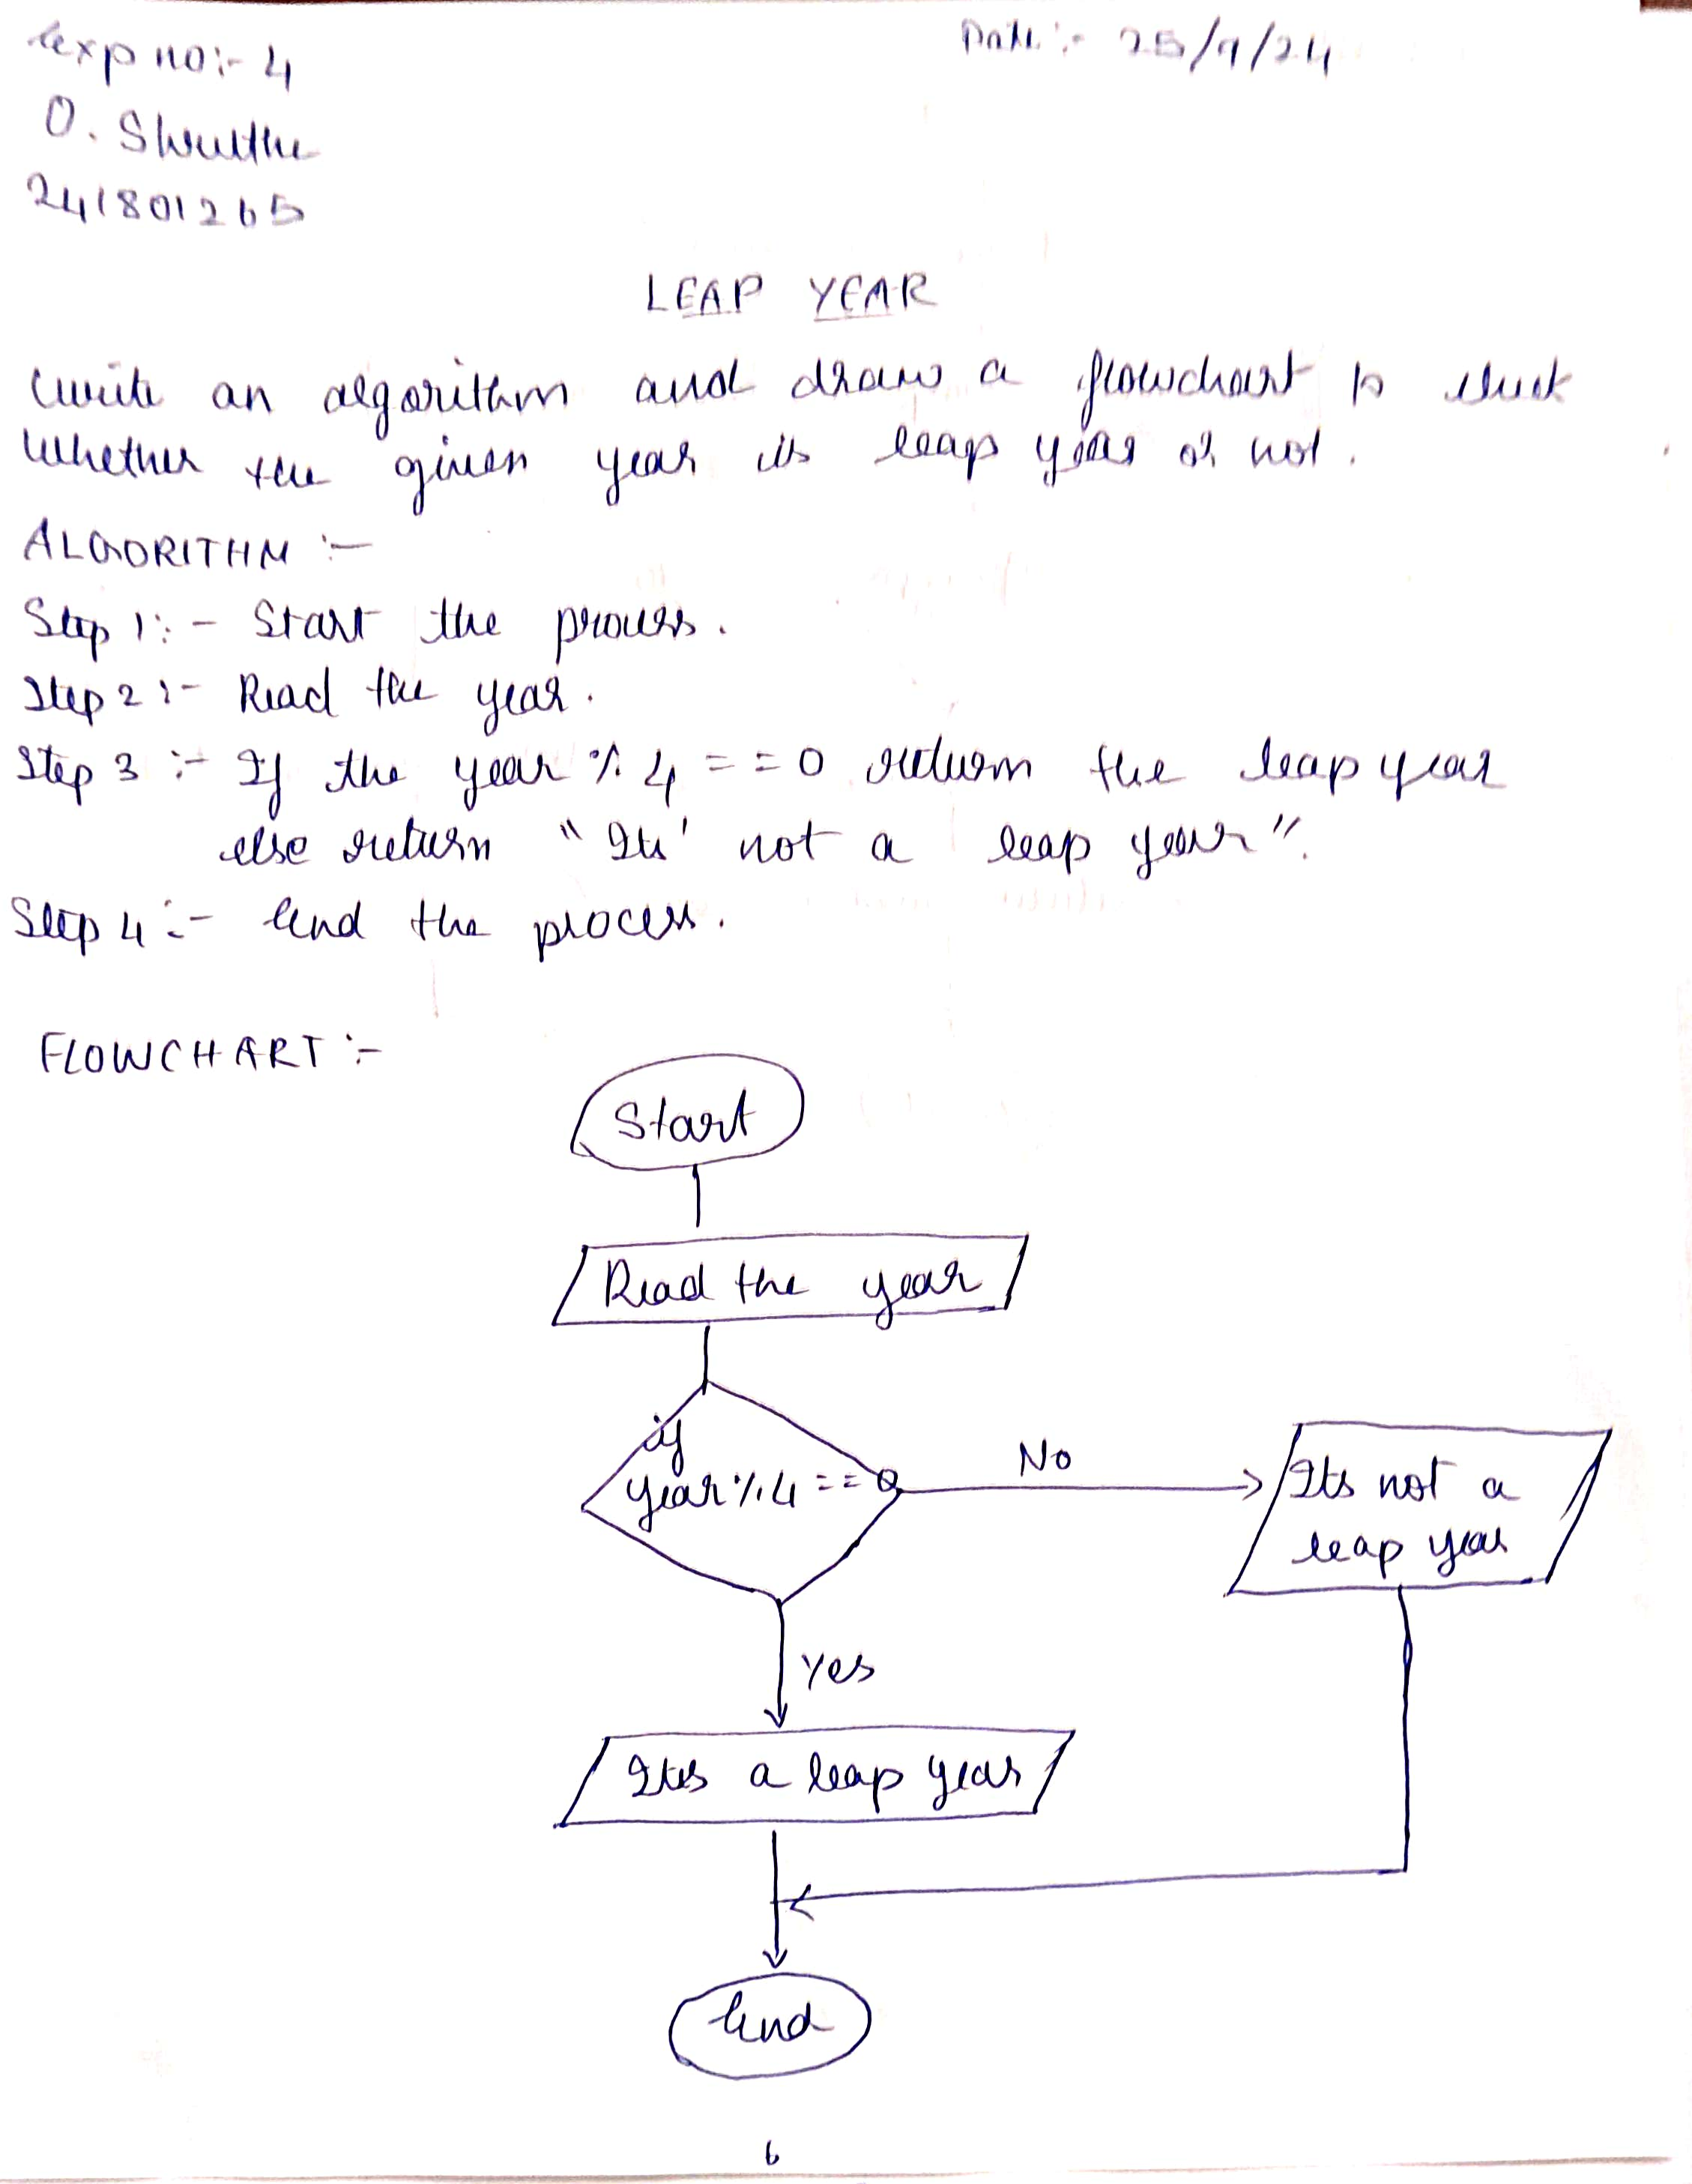 Exp no:- 4
Date:- 25/9/24
O. Shruthi
241801265
LEAP YEAR
Write an algorithm and draw a flowchart to check
Whether the given year is leap year or not.
ALGORITHM :-
Step 1:- Start the process.
Step 2:- Read the year.
Step 3:- If the year % 4 == 0 return the leap year
else return "Its' not a leap year".
Step 4:- End the process.
FLOWCHART :-
Start
Read the year
if
year % 4 == 0
No
Its not a
leap year
Yes
Its a leap year
End
6